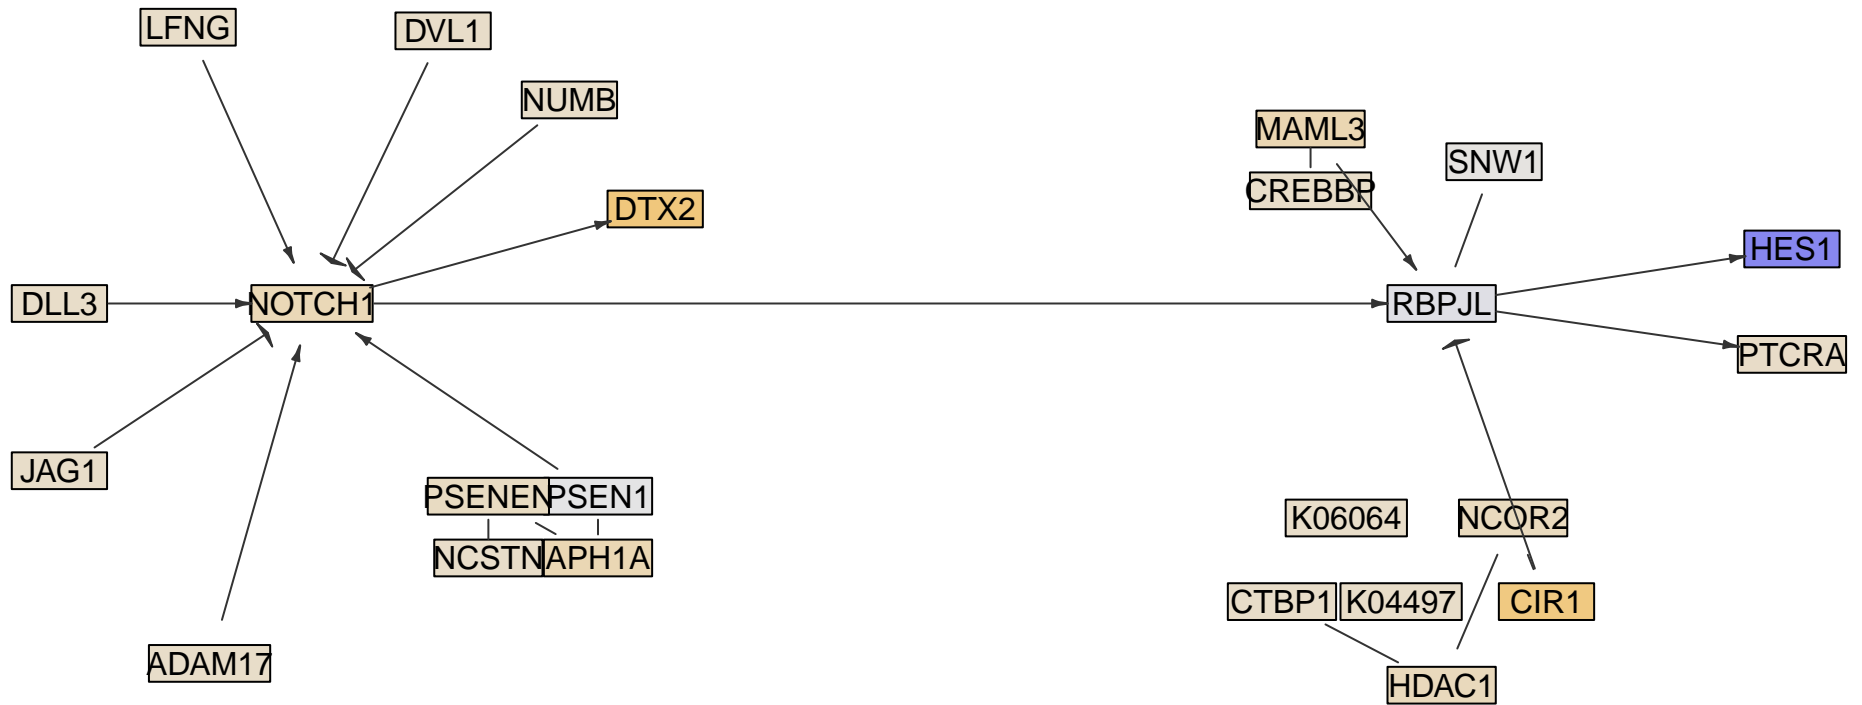 LFNG
DVL1
NUMB
MAML3
SNW1
CREBBP
DTX2
HES1
DLL3
NOTCH1
RBPJL
PTCRA
JAG1
PSENEN
PSEN1
K06064
NCOR2
NCSTN
APH1A
CTBP1
K04497
CIR1
ADAM17
HDAC1